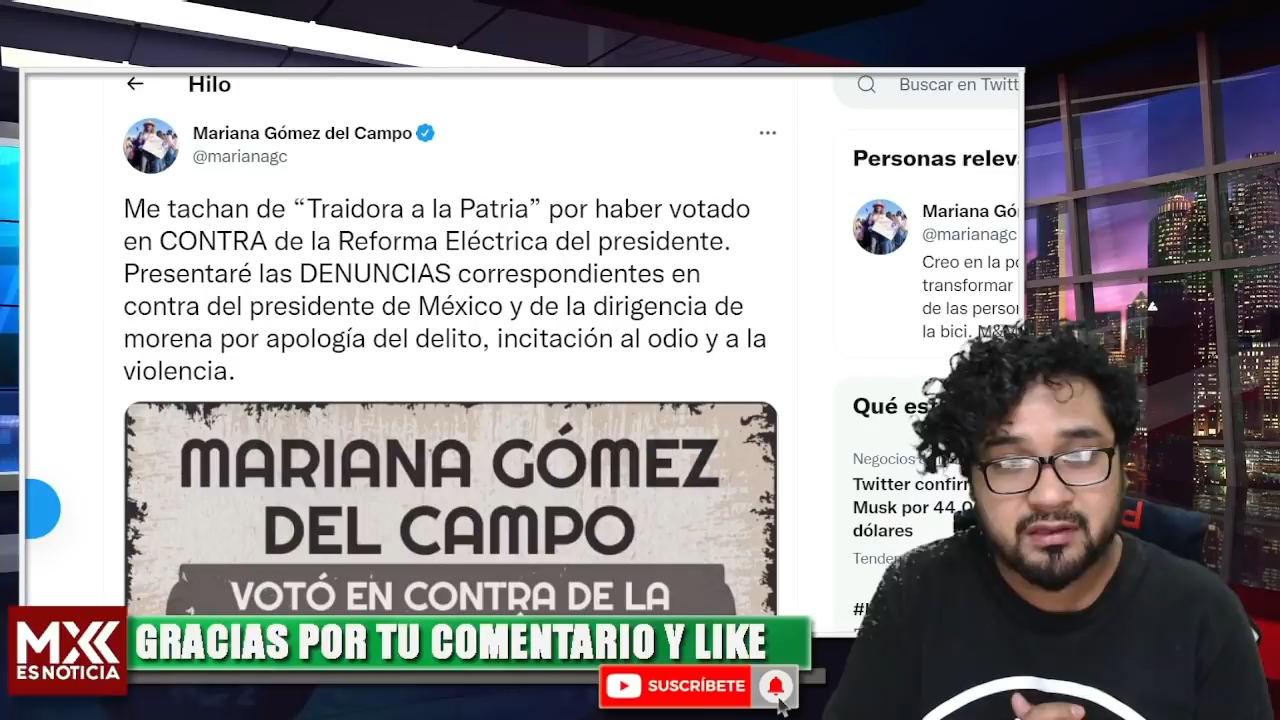 Hilo
Buscar en Twitt
Mariana Gómez del Campo
@marianagc
Me tachan de “Traidora a la Patria” por haber votado
en CONTRA de la Reforma Eléctrica del presidente.
Presentaré las DENUNCIAS correspondientes en
contra del presidente de México y de la dirigencia de
morena por apología del delito, incitación al odio y a la
violencia.
MARIANA GÓMEZ
DEL CAMPO
VOTÓ EN CONTRA DE LA
Personas relev
Mariana Gó
@marianagc
Creo en la po
transformar
de las person
la bici. M&M
Qué es
Negocios
Twitter confir
Musk por 44.0
dólares
Tenden
MX
ES NOTICIA
GRACIAS POR TU COMENTARIO Y LIKE
SUSCRÍBETE